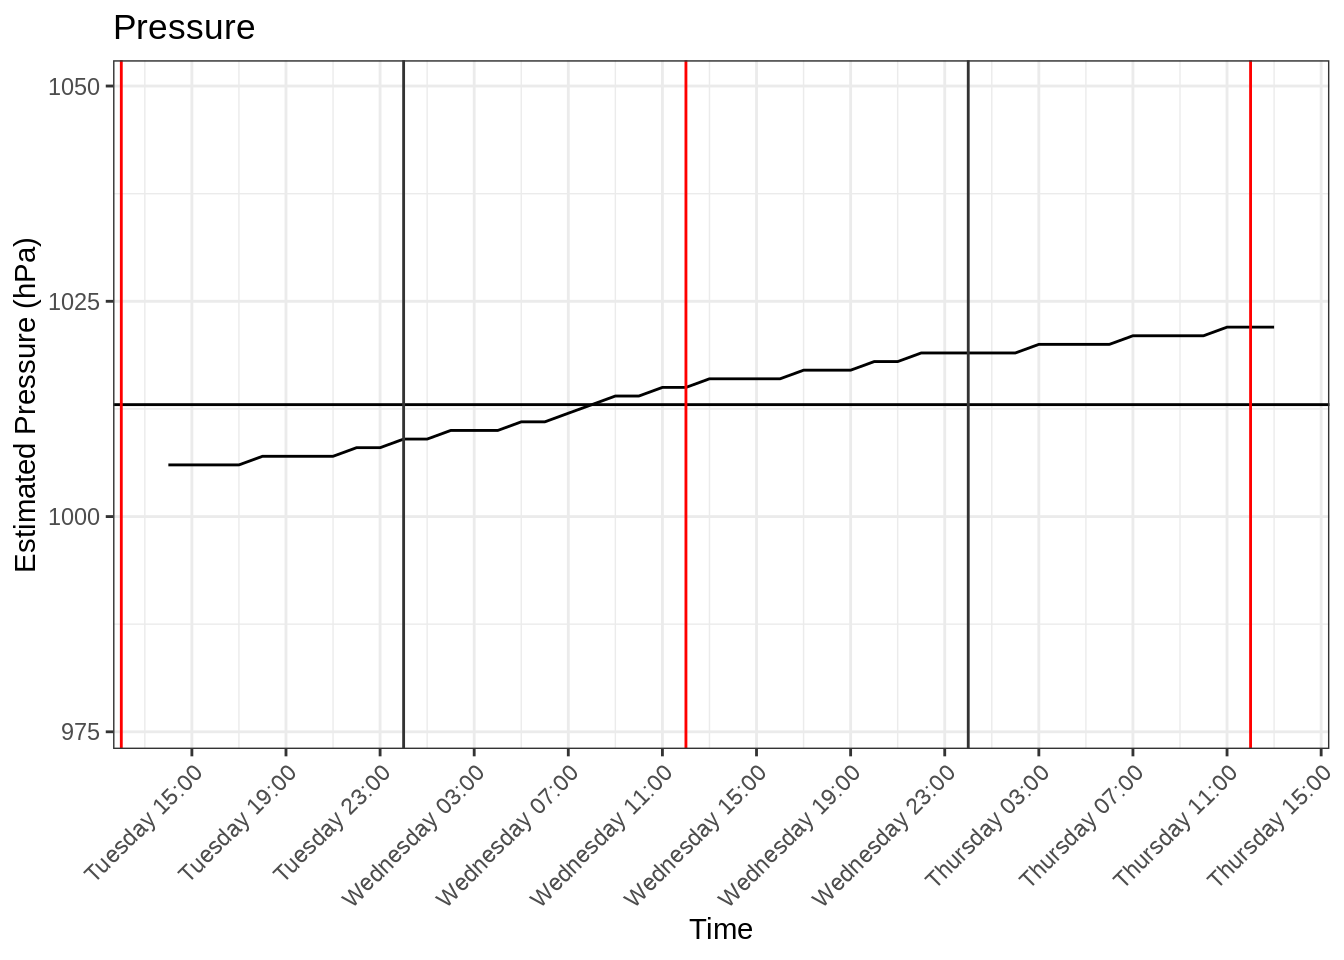 Pressure
Estimated Pressure (hPa)
1050
1025
1000
975
Tuesday 15:00
Tuesday 19:00
Tuesday 23:00
Wednesday 03:00
Wednesday 07:00
Wednesday 11:00
Wednesday 15:00
Wednesday 19:00
Wednesday 23:00
Thursday 03:00
Thursday 07:00
Thursday 11:00
Thursday 15:00
Time